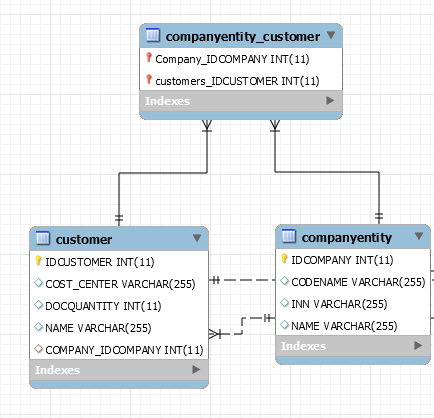 companyentity_customer
Company_IDCOMPANY INT(11)
customers_IDCUSTOMER INT(11)
Indexes
customer
IDCUSTOMER INT(11)
COST_CENTER VARCHAR(255)
DOCQUANTITY INT(11)
NAME VARCHAR(255)
COMPANY_IDCOMPANY INT(11)
Indexes
companyentity
IDCOMPANY INT(11)
CODENAME VARCHAR(255)
INN VARCHAR(255)
NAME VARCHAR(255)
Indexes